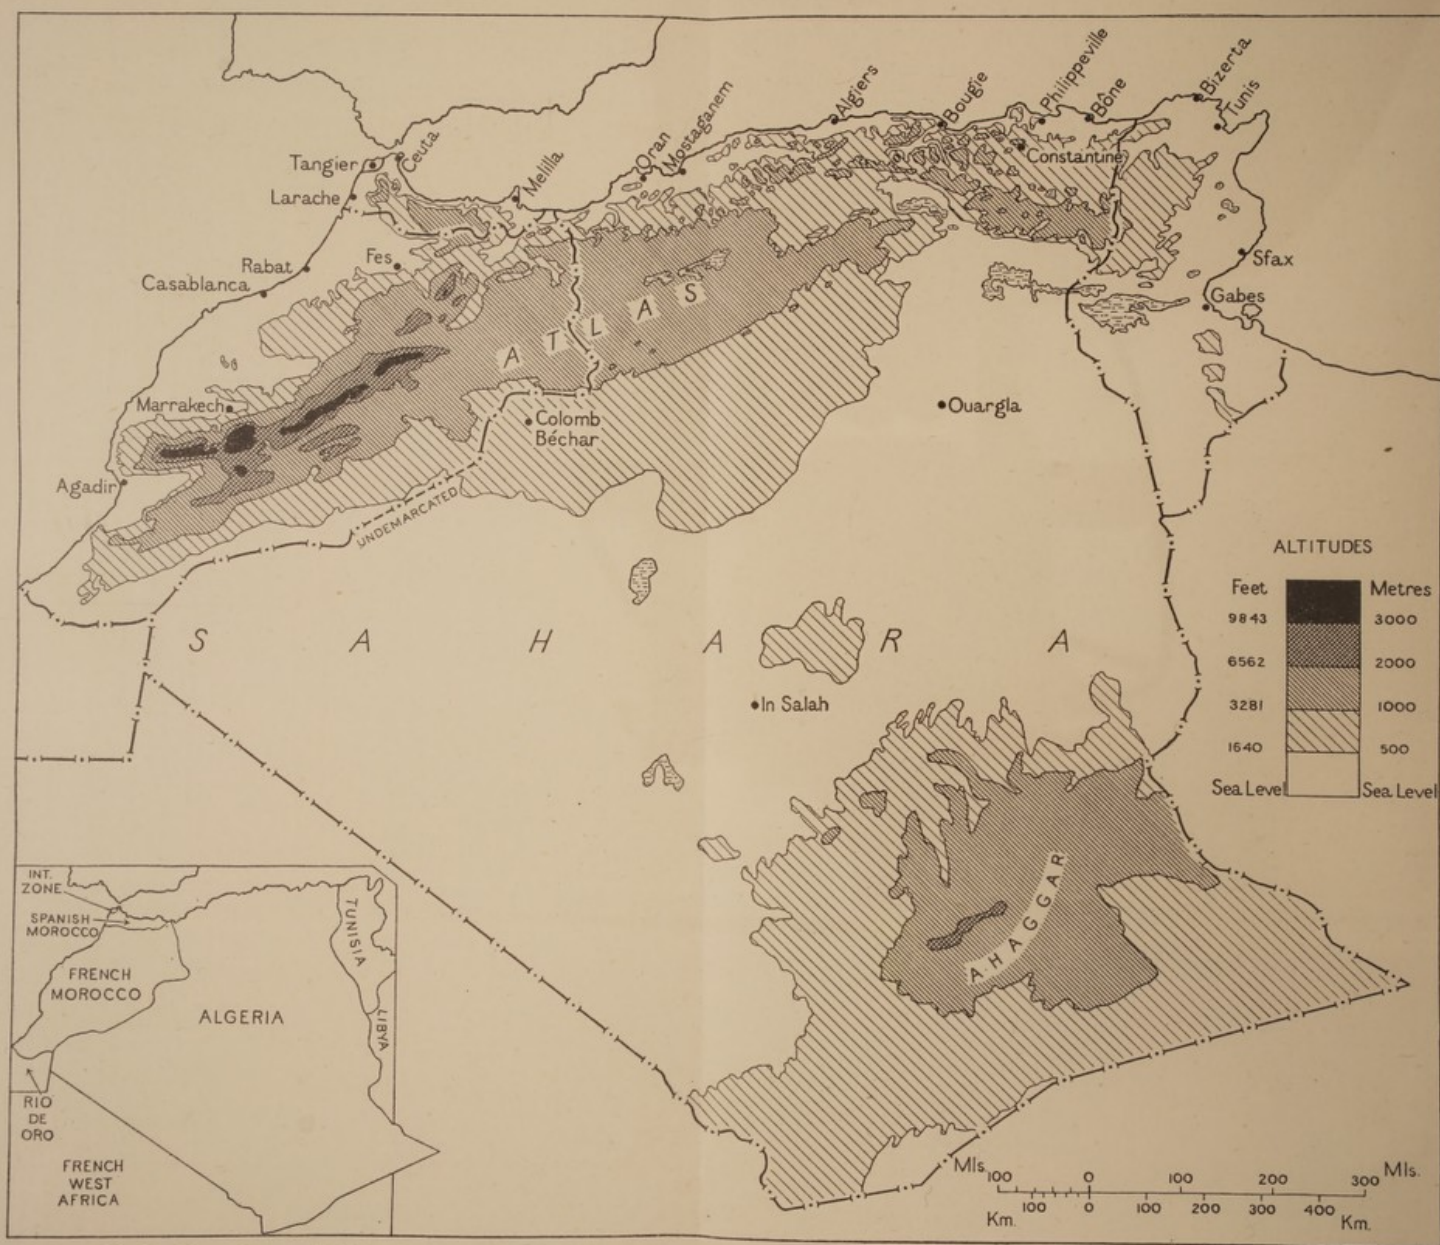 Tangier
Ceuta
Larache
Melilla
Oran
Mostaganem
Algiers
Bougie
Philippeville
Bône
Constantine
Bizerta
Tunis
Fes
Rabat
Casablanca
Sfax
Gabes
ATLAS
Marrakech
Colomb
Béchar
Ouargla
Agadir
UNDEMARCATED
SAHARA
In Salah
AHAGGAR
ALTITUDES
Feet Metres
9843 3000
6562 2000
3281 1000
1640 500
Sea Level Sea Level
INT.
ZONE
SPANISH
MOROCCO
FRENCH
MOROCCO
ALGERIA
TUNISIA
LIBYA
RIO
DE
ORO
FRENCH
WEST
AFRICA
Mls. 100 0 100 200 300 Mls.
Km. 100 0 100 200 300 400 Km.